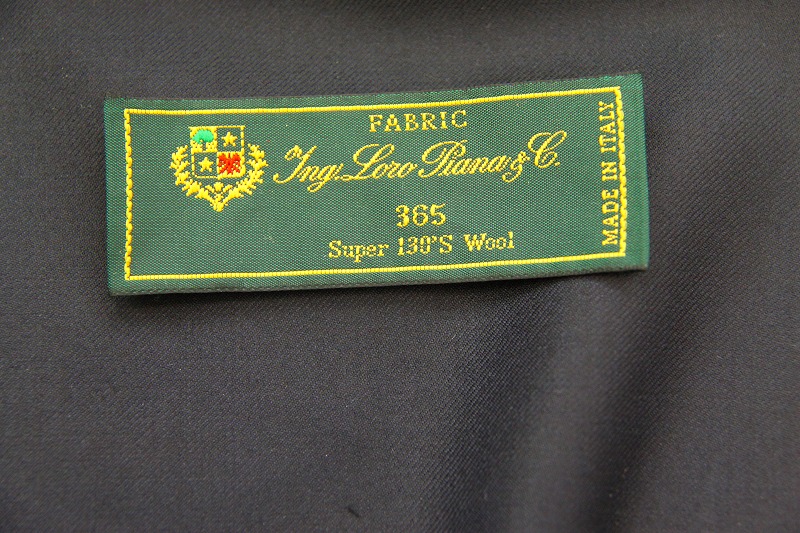 FABRIC
Ing. Loro Piana & C.
365
Super 130'S Wool
MADE IN ITALY